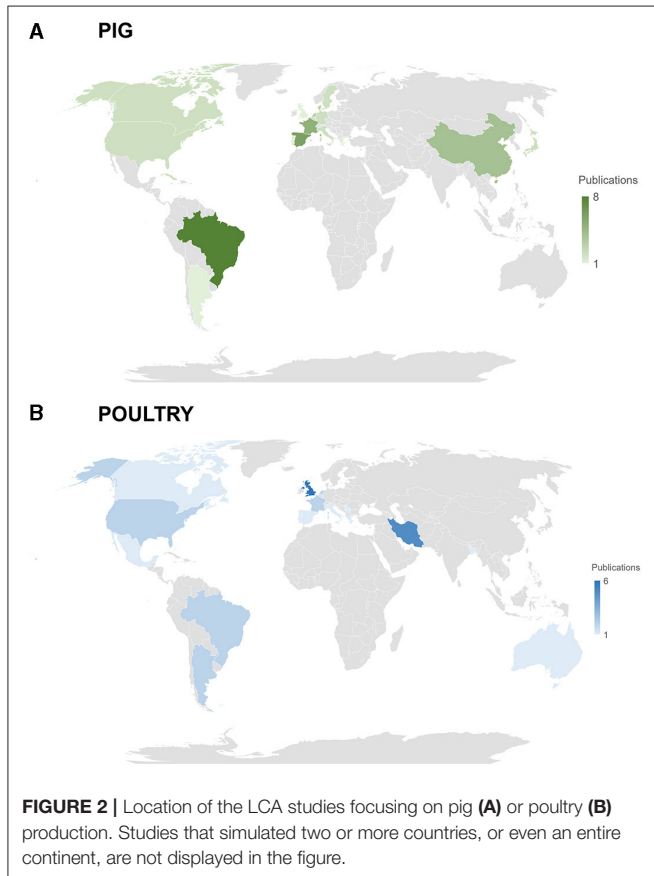 A PIG
Publications
8
1
B POULTRY
Publications
6
1
FIGURE 2 | Location of the LCA studies focusing on pig (A) or poultry (B)
production. Studies that simulated two or more countries, or even an entire
continent, are not displayed in the figure.